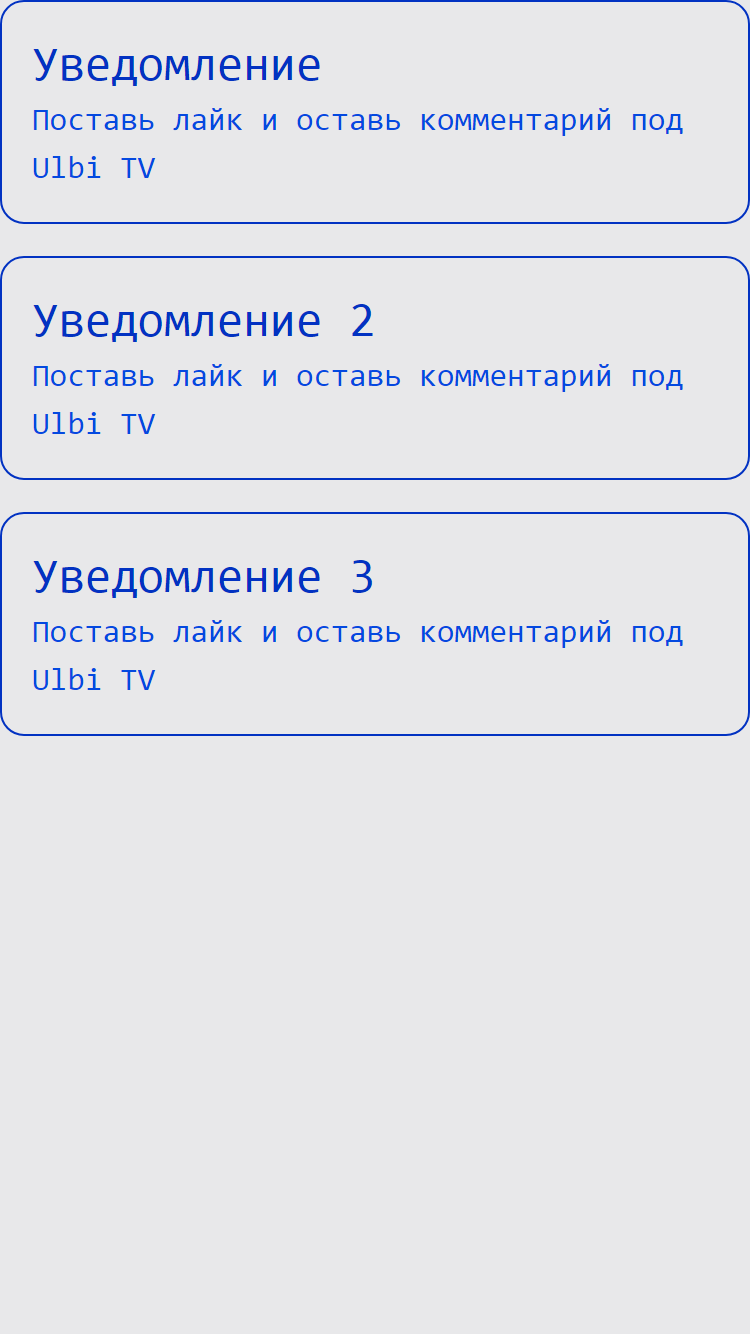 Уведомление
Поставь лайк и оставь комментарий под
Ulbi TV
Уведомление 2
Поставь лайк и оставь комментарий под
Ulbi TV
Уведомление 3
Поставь лайк и оставь комментарий под
Ulbi TV